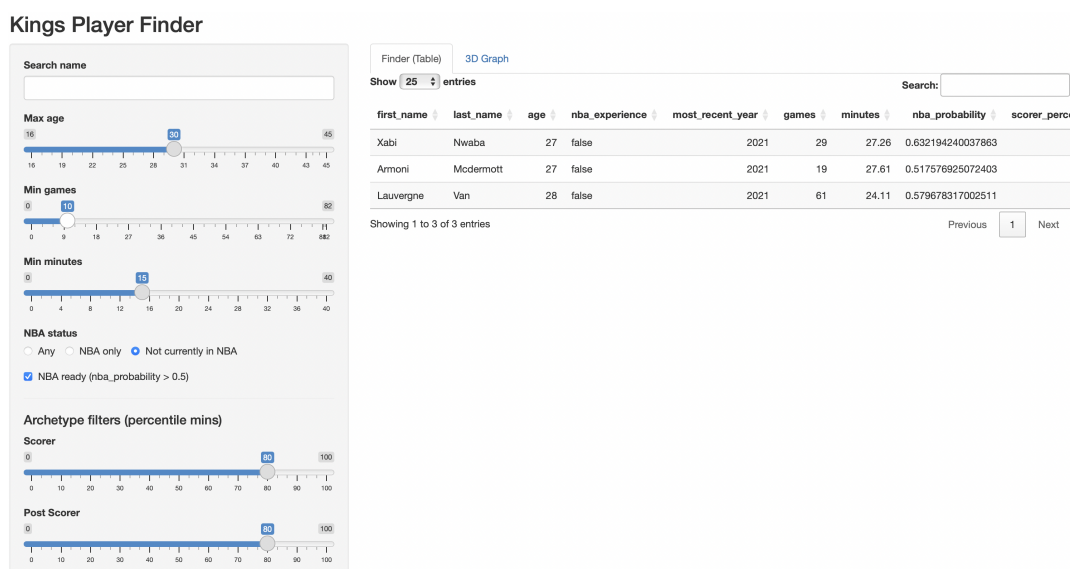 Kings Player Finder
Search name
Max age
16 30 45
16 19 22 25 28 31 34 37 40 43 45
Min games
0 10 82
0 9 18 27 36 45 54 63 72 82
Min minutes
0 15 40
0 4 8 12 16 20 24 28 32 36 40
NBA status
Any NBA only Not currently in NBA
NBA ready (nba_probability > 0.5)
Archetype filters (percentile mins)
Scorer
0 80 100
0 10 20 30 40 50 60 70 80 90 100
Post Scorer
0 80 100
0 10 20 30 40 50 60 70 80 90 100
Finder (Table) 3D Graph
Show 25 entries
Search:
first_name last_name age nba_experience most_recent_year games minutes nba_probability scorer_perc
Xabi Nwaba 27 false 2021 29 27.26 0.632194240037863
Armoni Mcdermott 27 false 2021 19 27.61 0.517576925072403
Lauvergne Van 28 false 2021 61 24.11 0.579678317002511
Showing 1 to 3 of 3 entries
Previous 1 Next